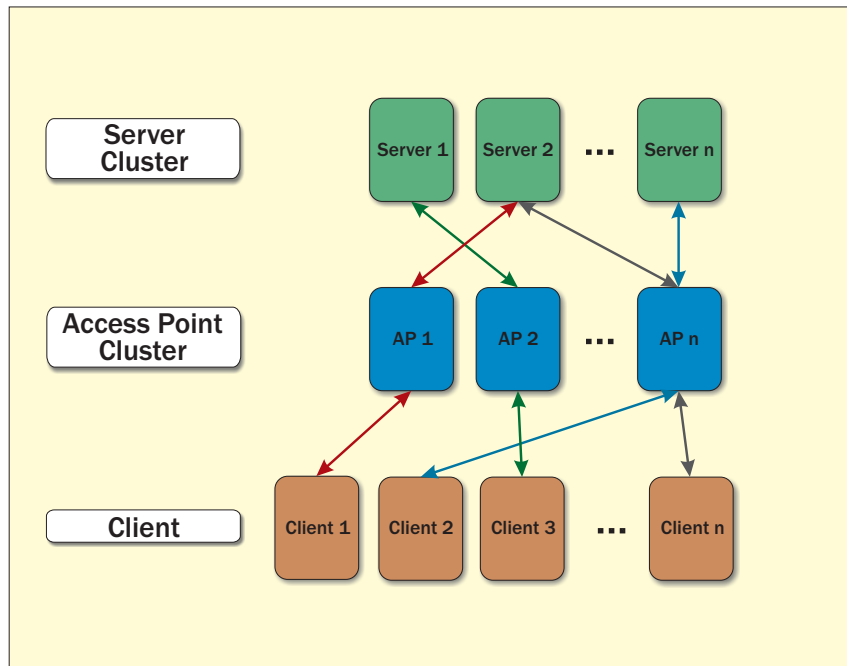 Server
Cluster
Server 1
Server 2
...
Server n
Access Point
Cluster
AP 1
AP 2
...
AP n
Client
Client 1
Client 2
Client 3
...
Client n